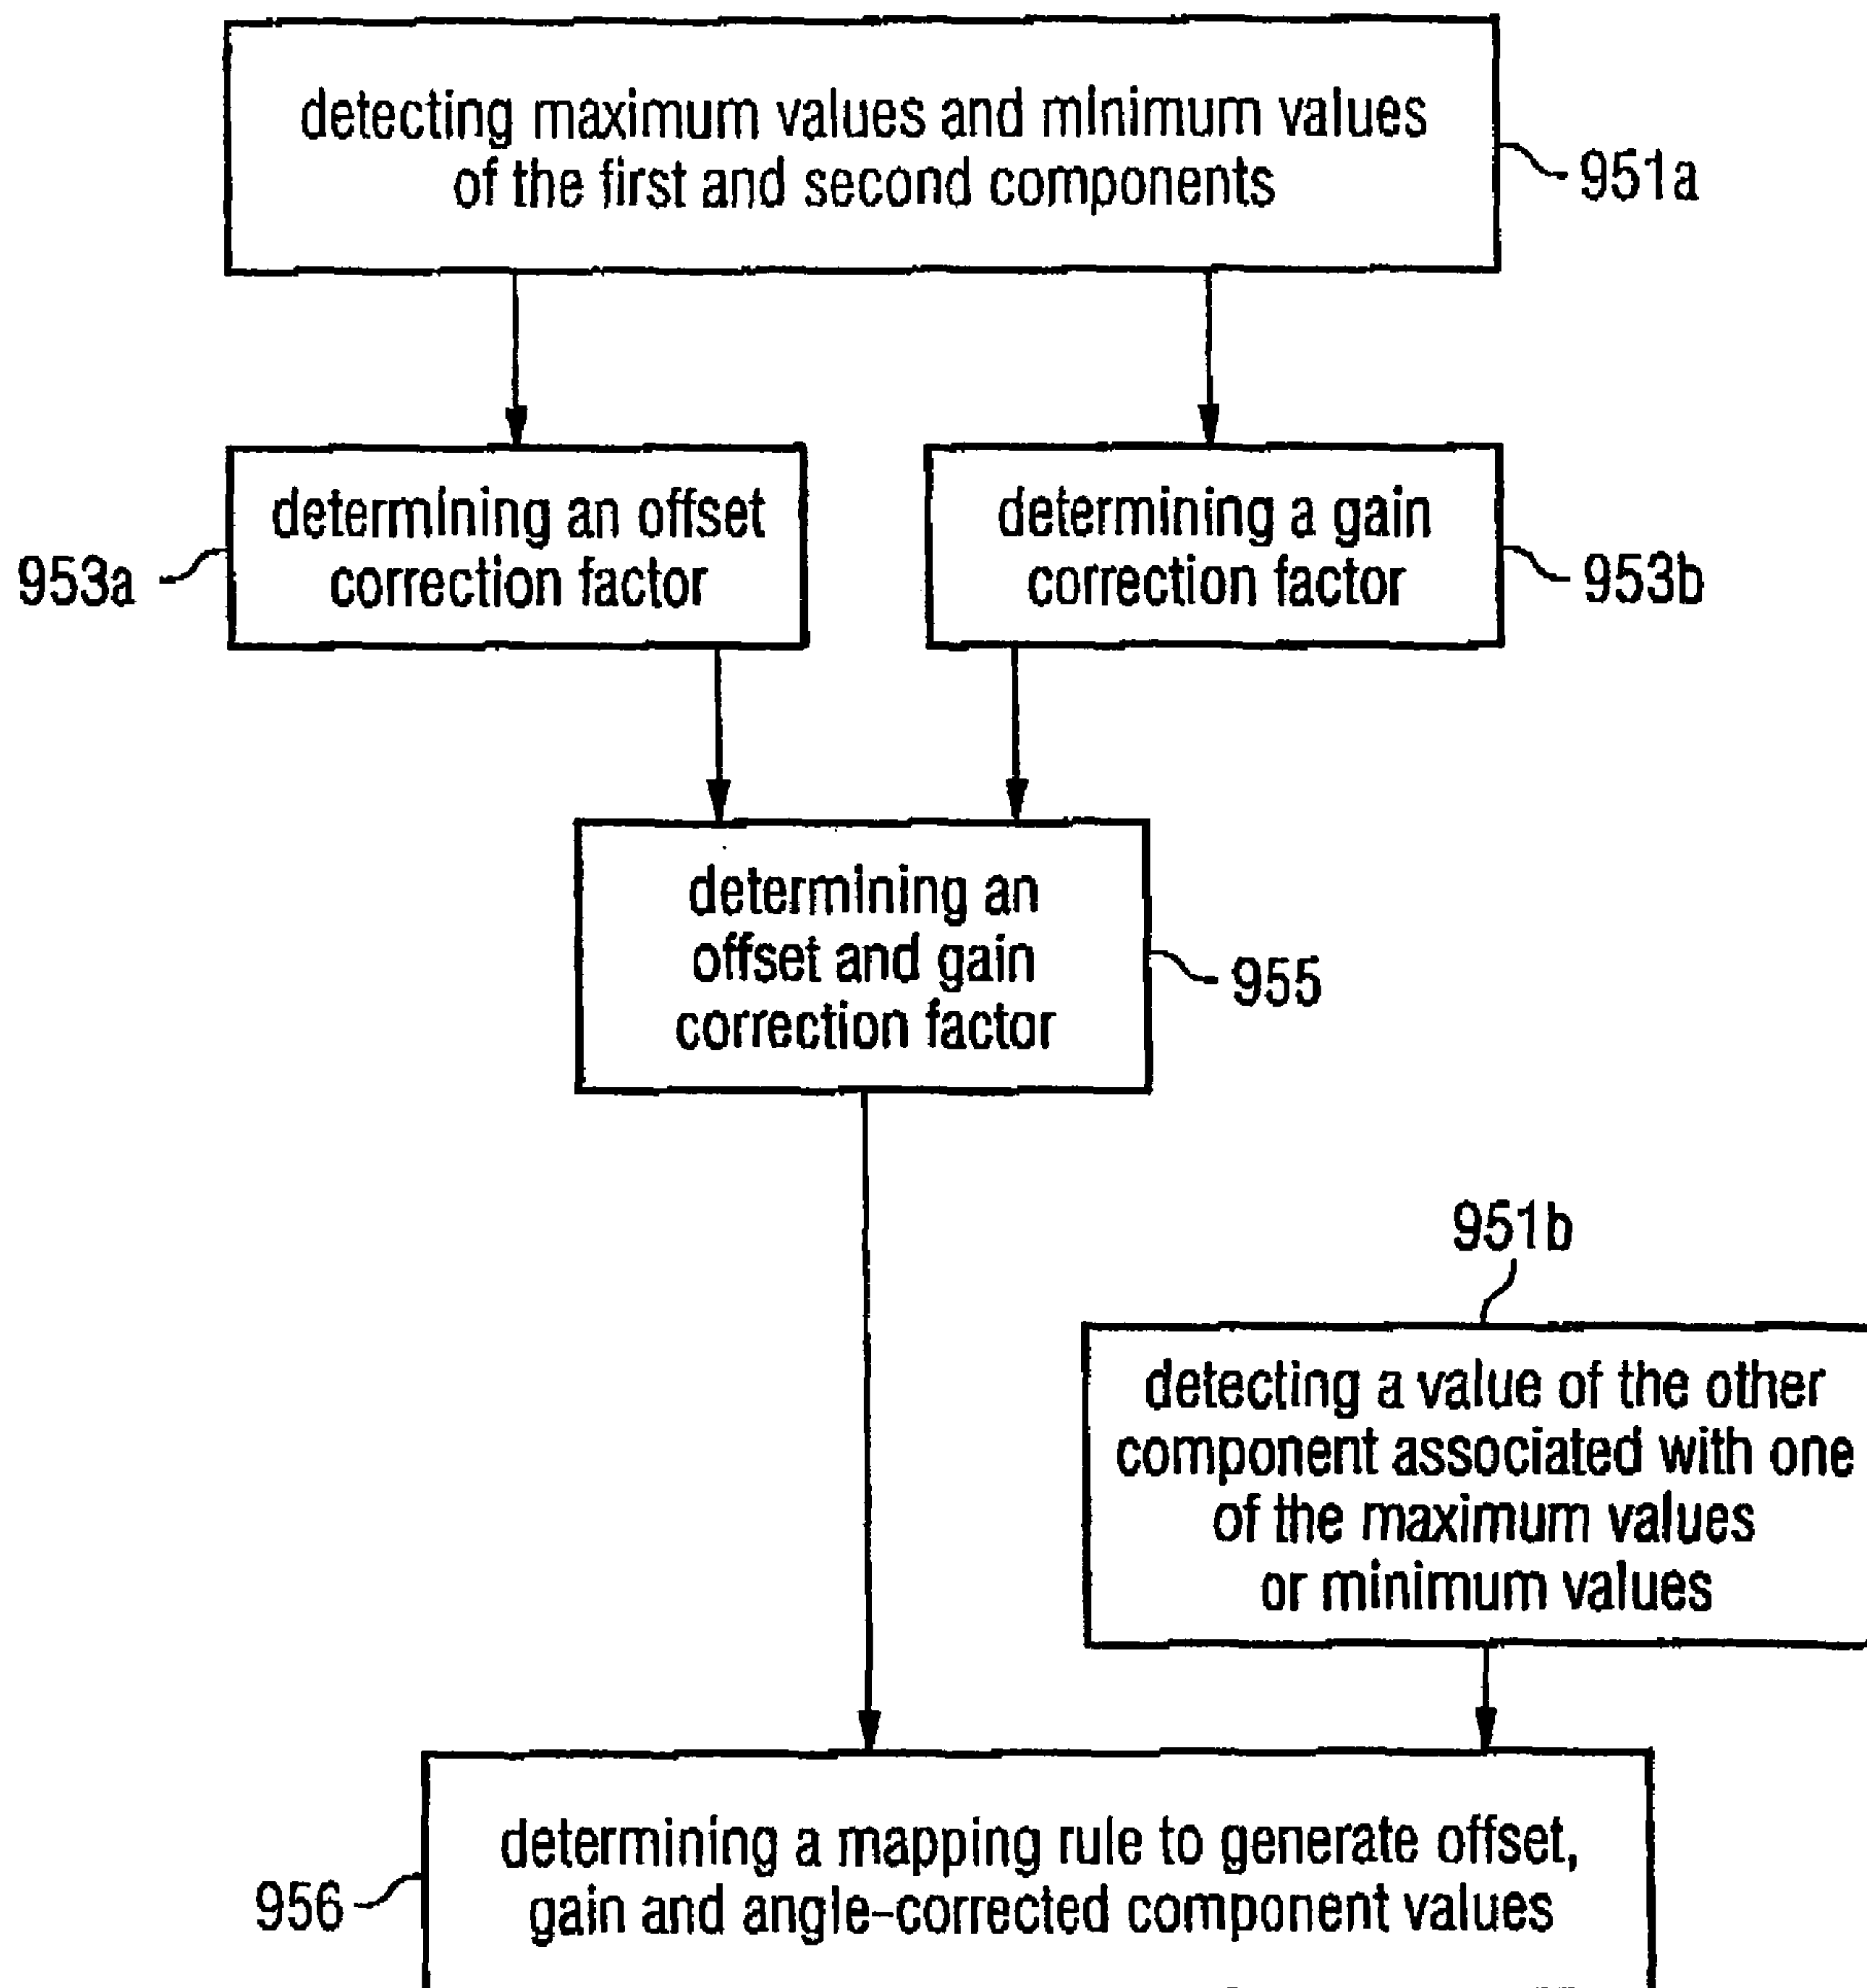 detecting maximum values and minimum values
of the first and second components
951a
determining an offset
correction factor
953a
determining a gain
correction factor
953b
determining an
offset and gain
correction factor
955
951b
detecting a value of the other
component associated with one
of the maximum values
or minimum values
determining a mapping rule to generate offset,
gain and angle-corrected component values
956